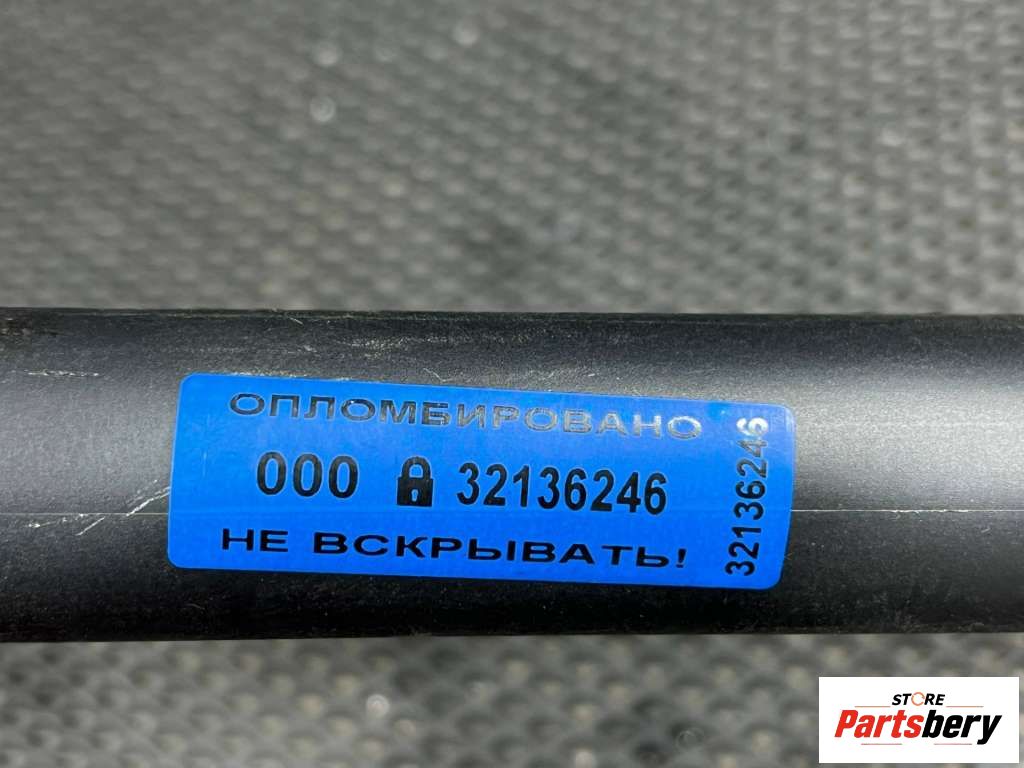 ОПЛОМБИРОВАНО
000 32136246
НЕ ВСКРЫВАТЬ!
32136246
STORE
Partsbery